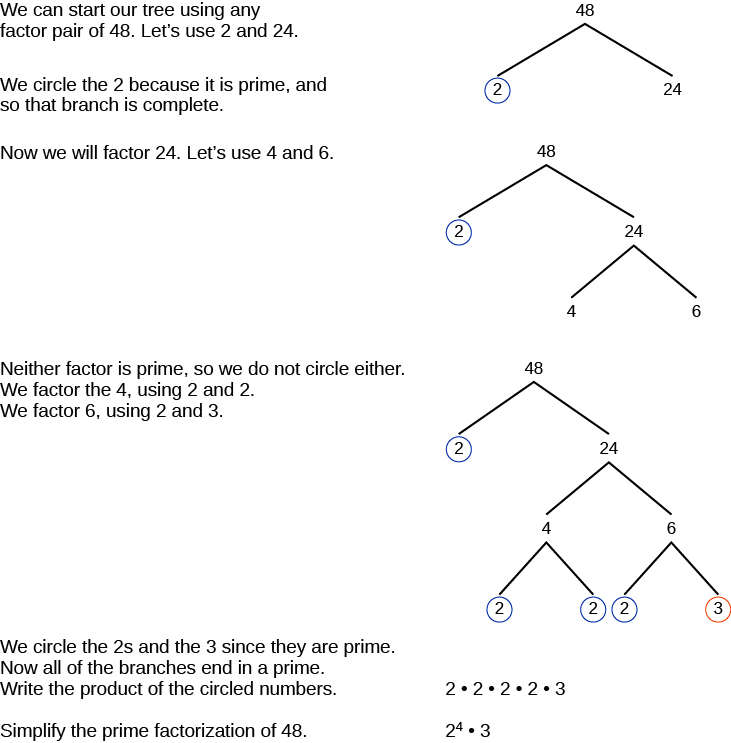 We can start our tree using any
factor pair of 48. Let’s use 2 and 24.
48
We circle the 2 because it is prime, and
so that branch is complete.
2 24
Now we will factor 24. Let’s use 4 and 6.
48
2 24
4 6
Neither factor is prime, so we do not circle either.
We factor the 4, using 2 and 2.
We factor 6, using 2 and 3.
48
2 24
4 6
2 2 2 3
We circle the 2s and the 3 since they are prime.
Now all of the branches end in a prime.
Write the product of the circled numbers. 2 • 2 • 2 • 2 • 3
Simplify the prime factorization of 48. 2⁴ • 3